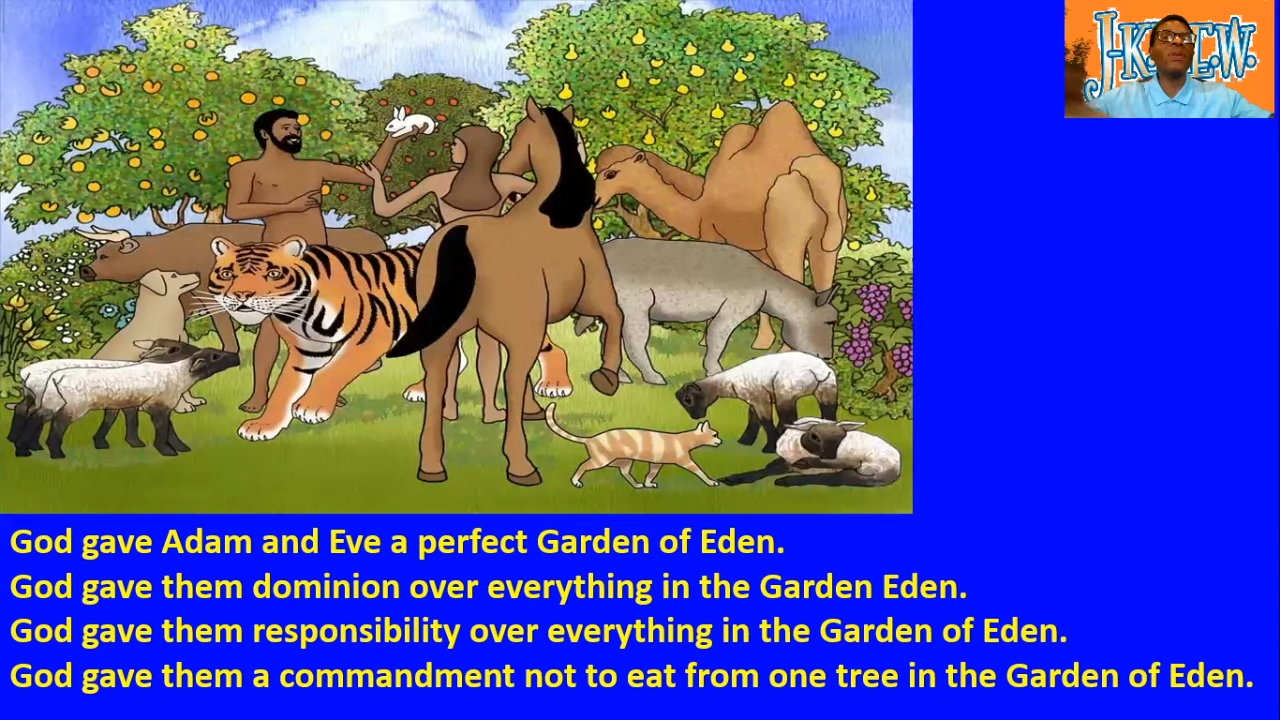 God gave Adam and Eve a perfect Garden of Eden.
God gave them dominion over everything in the Garden Eden.
God gave them responsibility over everything in the Garden of Eden.
God gave them a commandment not to eat from one tree in the Garden of Eden.